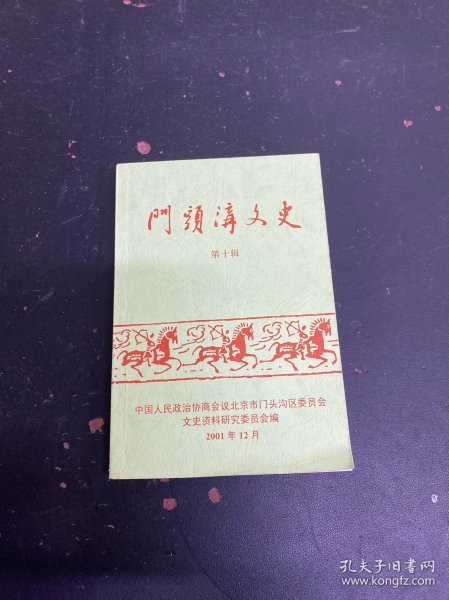 門頭溝文史
第十辑
中国人民政治协商会议北京市门头沟区委员会
文史资料研究委员会编
2001年12月
孔夫子旧书网
www.kongfz.com